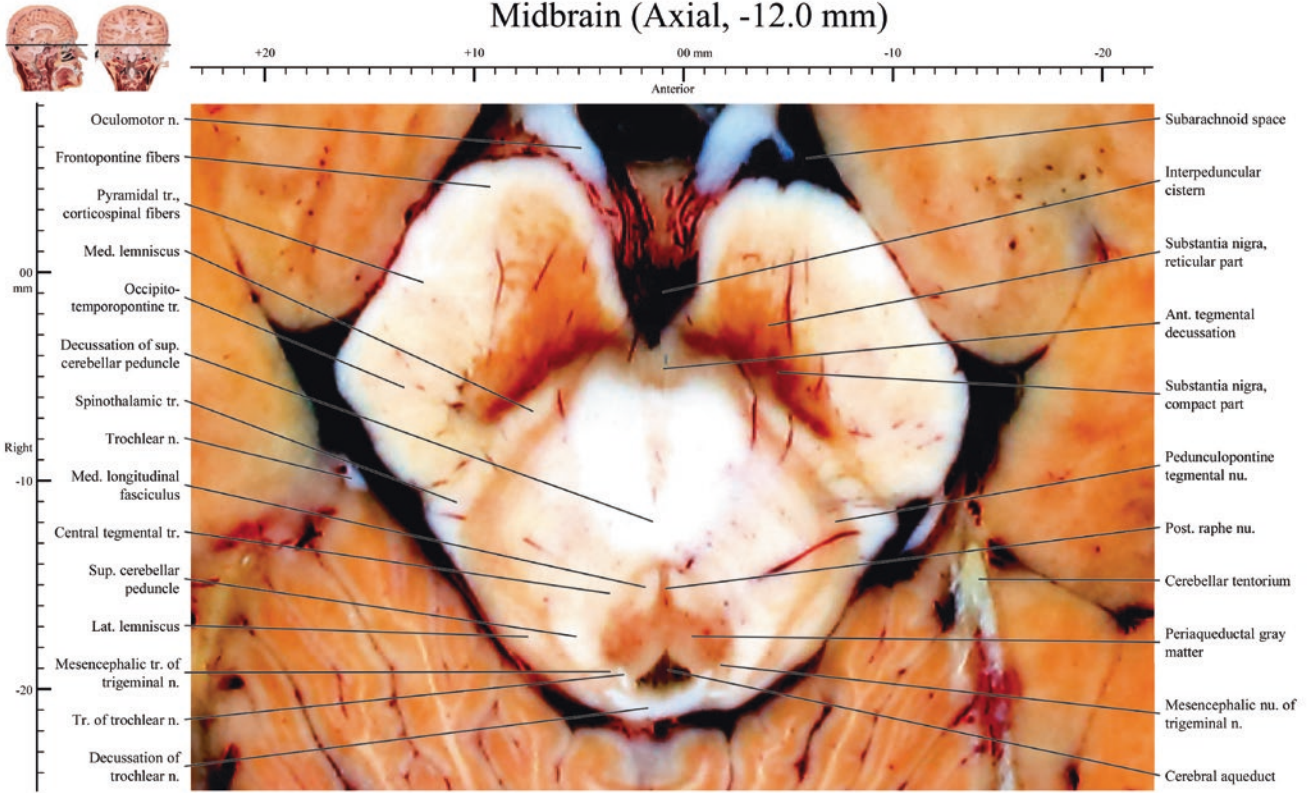 Midbrain (Axial, -12.0 mm)
+20
+10
00 mm
-10
-20
Anterior
Oculomotor n.
Frontopontine fibers
Pyramidal tr.,
corticospinal fibers
Med. lemniscus
00
mm
Occipito-
temporopontine tr.
Decussation of sup.
cerebellar peduncle
Spinothalamic tr.
Trochlear n.
Right
Med. longitudinal
fasciculus
-10
Central tegmental tr.
Sup. cerebellar
peduncle
Lat. lemniscus
Mesencephalic tr. of
trigeminal n.
-20
Tr. of trochlear n.
Decussation of
trochlear n.
Subarachnoid space
Interpeduncular
cistern
Substantia nigra,
reticular part
Ant. tegmental
decussation
Substantia nigra,
compact part
Pedunculopontine
tegmental nu.
Post. raphe nu.
Cerebellar tentorium
Periaqueductal gray
matter
Mesencephalic nu. of
trigeminal n.
Cerebral aqueduct